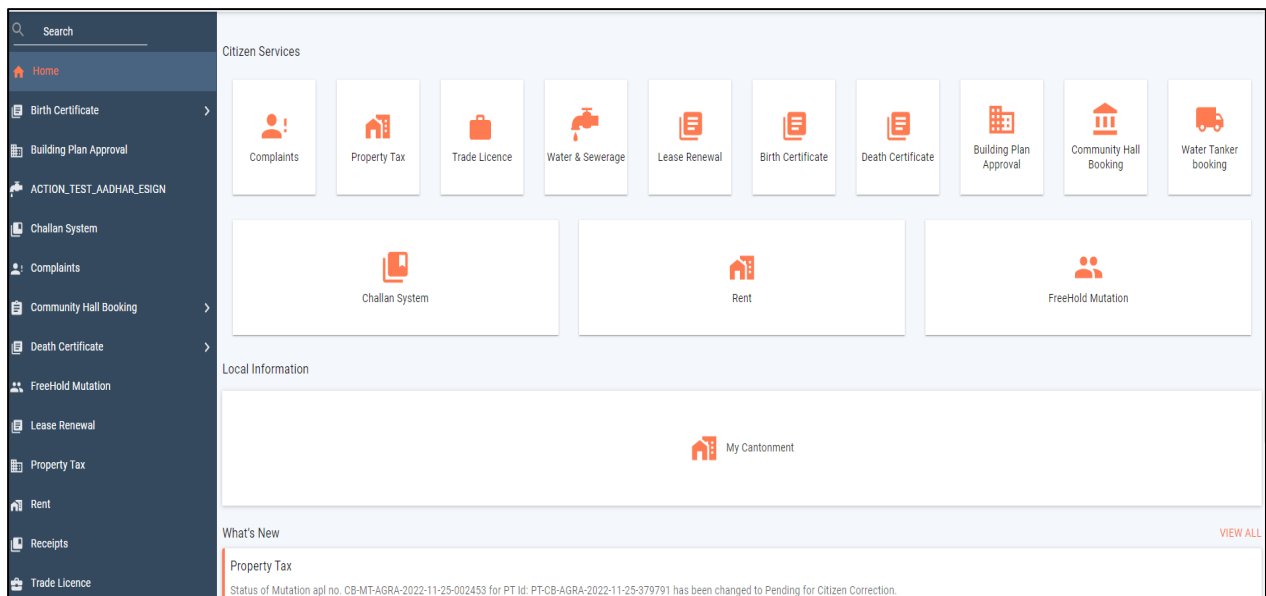 Search
Home
Birth Certificate
Building Plan Approval
ACTION_TEST_AADHAR_ESIGN
Challan System
Complaints
Community Hall Booking
Death Certificate
FreeHold Mutation
Lease Renewal
Property Tax
Rent
Receipts
Trade Licence
Citizen Services
Complaints
Property Tax
Trade Licence
Water & Sewerage
Lease Renewal
Birth Certificate
Death Certificate
Building Plan
Approval
Community Hall
Booking
Water Tanker
booking
Challan System
Rent
FreeHold Mutation
Local Information
My Cantonment
What's New
VIEW ALL
Property Tax
Status of Mutation apl no. CB-MT-AGRA-2022-11-25-002453 for PT Id: PT-CB-AGRA-2022-11-25-379791 has been changed to Pending for Citizen Correction.